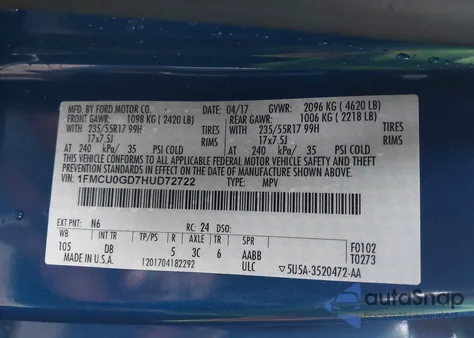 MFD. BY FORD MOTOR CO. DATE: 04/17 GVWR: 2096 KG (4620 LB)
FRONT GAWR: 1098 KG (2420 LB) REAR GAWR: 1006 KG (2218 LB)
WITH 235/55R17 99H TIRES WITH 235/55R17 99H TIRES
17x7.5J RIMS 17x7.5J RIMS
AT 240 kPa/ 35 PSI COLD AT 240 kPa/ 35 PSI COLD
THIS VEHICLE CONFORMS TO ALL APPLICABLE FEDERAL MOTOR VEHICLE SAFETY AND THEFT
PREVENTION STANDARDS IN EFFECT ON THE DATE OF MANUFACTURE SHOWN ABOVE.
VIN: 1FMCU0GD7HUD72722 TYPE: MPV
EXT PNT: N6 RC: 24 DSO: F0102
WB BRK INT TR TP/PS R AXLE TR SPR T0273
105 DB 5 3C 6 AABB
1201704182292 ULC ▽5U5A-3520472-AA
MADE IN U.S.A.
autoSnap